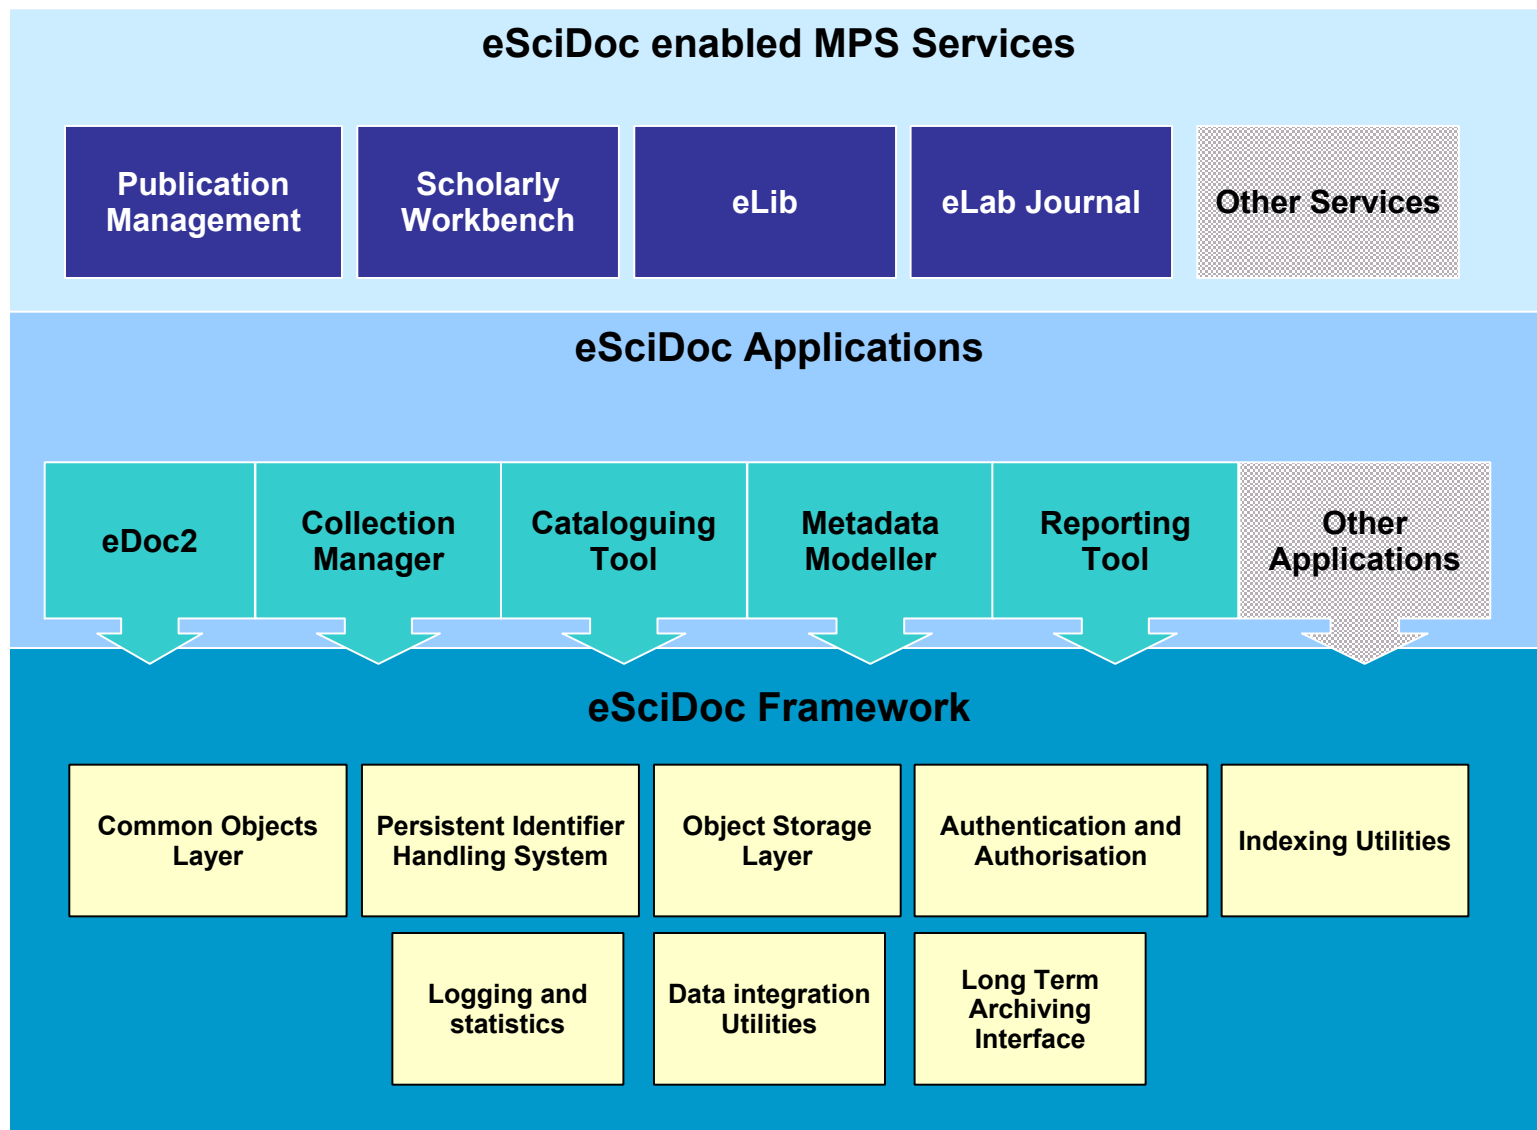 eSciDoc enabled MPS Services
Publication
Management
Scholarly
Workbench
eLib
eLab Journal
Other Services
eSciDoc Applications
eDoc2
Collection
Manager
Cataloguing
Tool
Metadata
Modeller
Reporting
Tool
Other
Applications
eSciDoc Framework
Common Objects
Layer
Persistent Identifier
Handling System
Object Storage
Layer
Authentication and
Authorisation
Indexing Utilities
Logging and
statistics
Data integration
Utilities
Long Term
Archiving
Interface